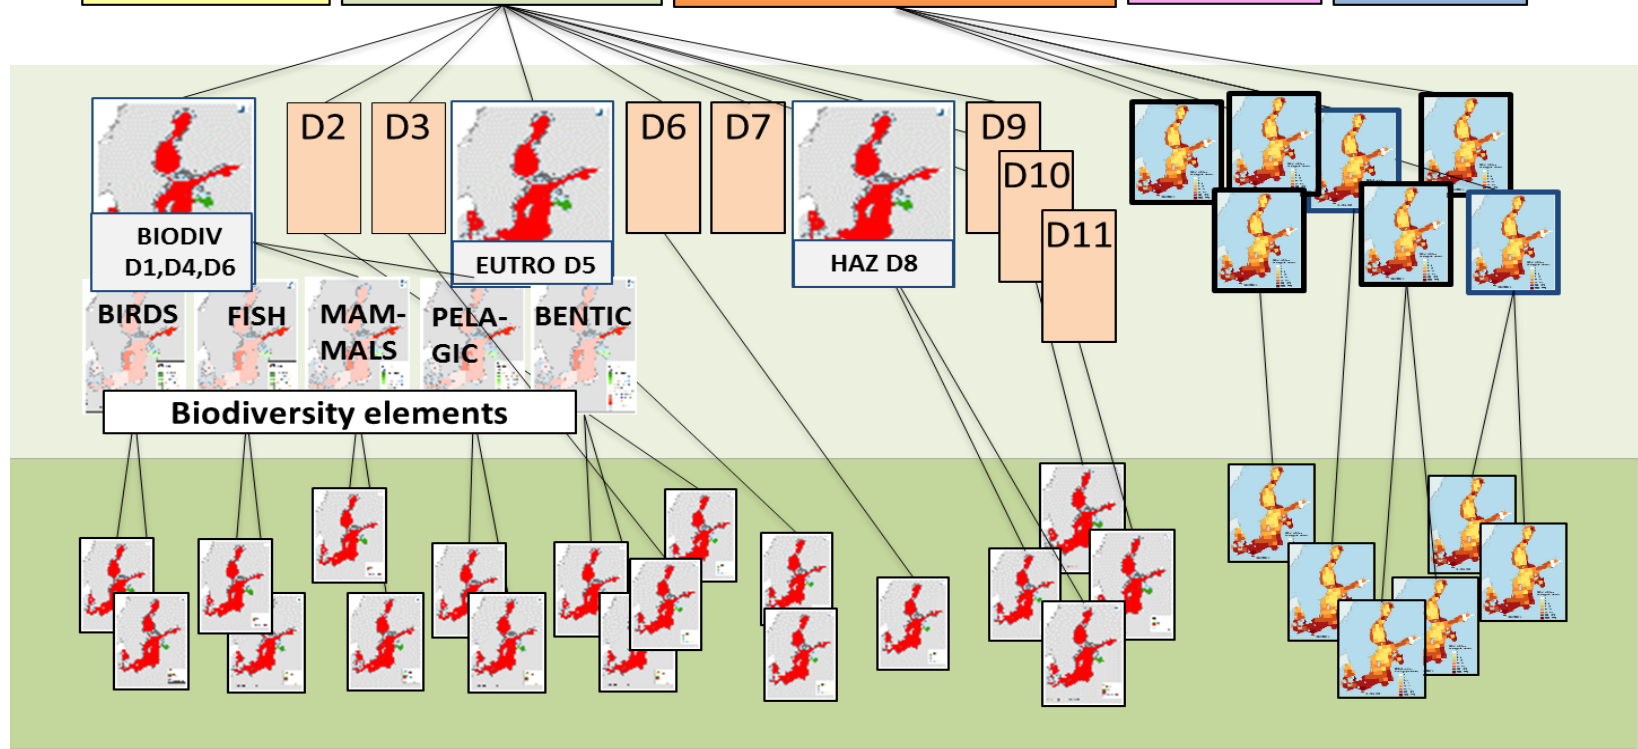 D2
D3
D6
D7
D9
D10
D11
BIODIV
D1,D4,D6
EUTRO D5
HAZ D8
BIRDS
FISH
MAM-
MALS
PELA-
GIC
BENTIC
Biodiversity elements